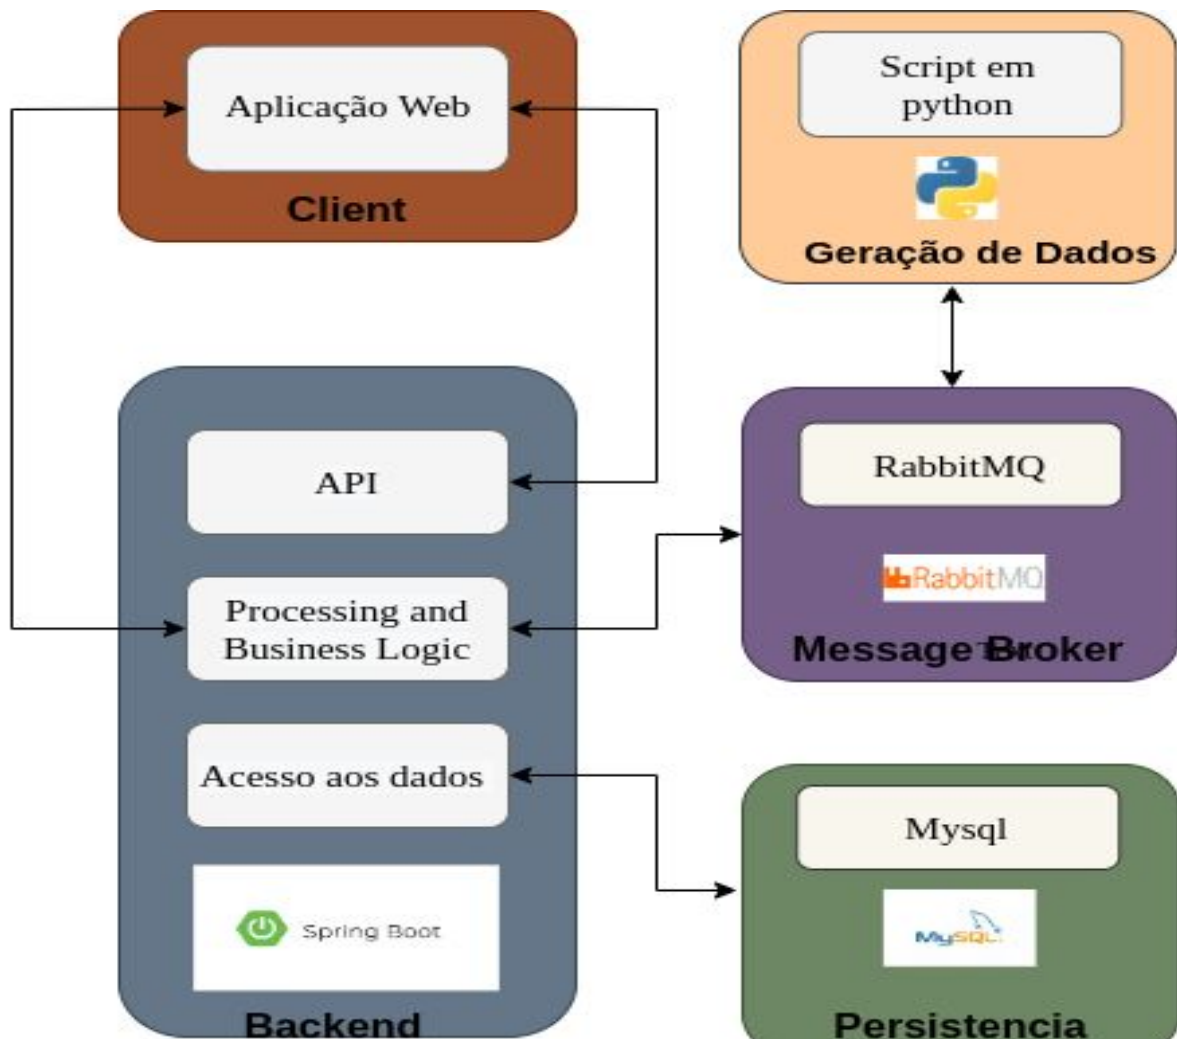 Aplicação Web
Client
Script em
python
Geração de Dados
API
Processing and
Business Logic
Acesso aos dados
Spring Boot
Backend
RabbitMQ
RabbitMQ
Message Broker
Mysql
MySQL
Persistencia